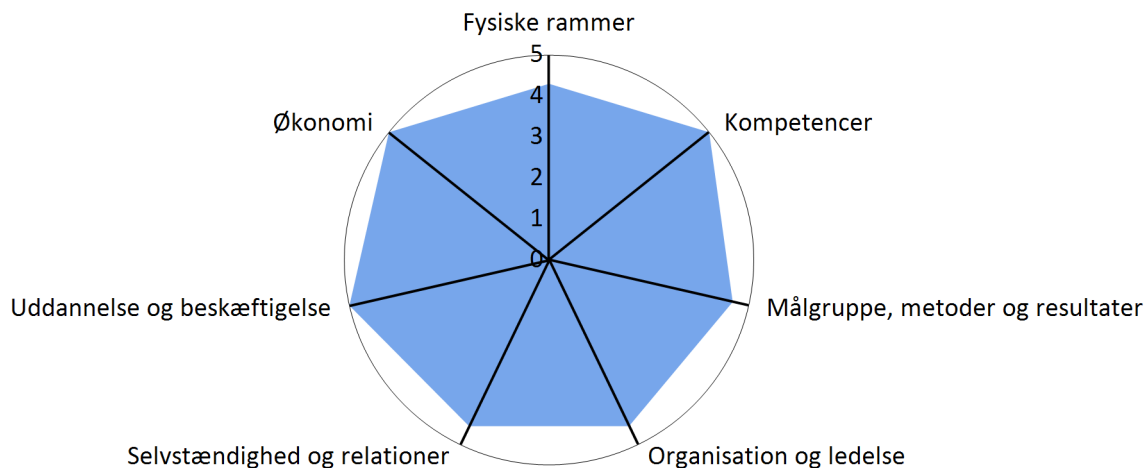 Fysiske rammer
5
4
3
2
1
0
Økonomi
Kompetencer
Uddannelse og beskæftigelse
Målgruppe, metoder og resultater
Selvstændighed og relationer
Organisation og ledelse